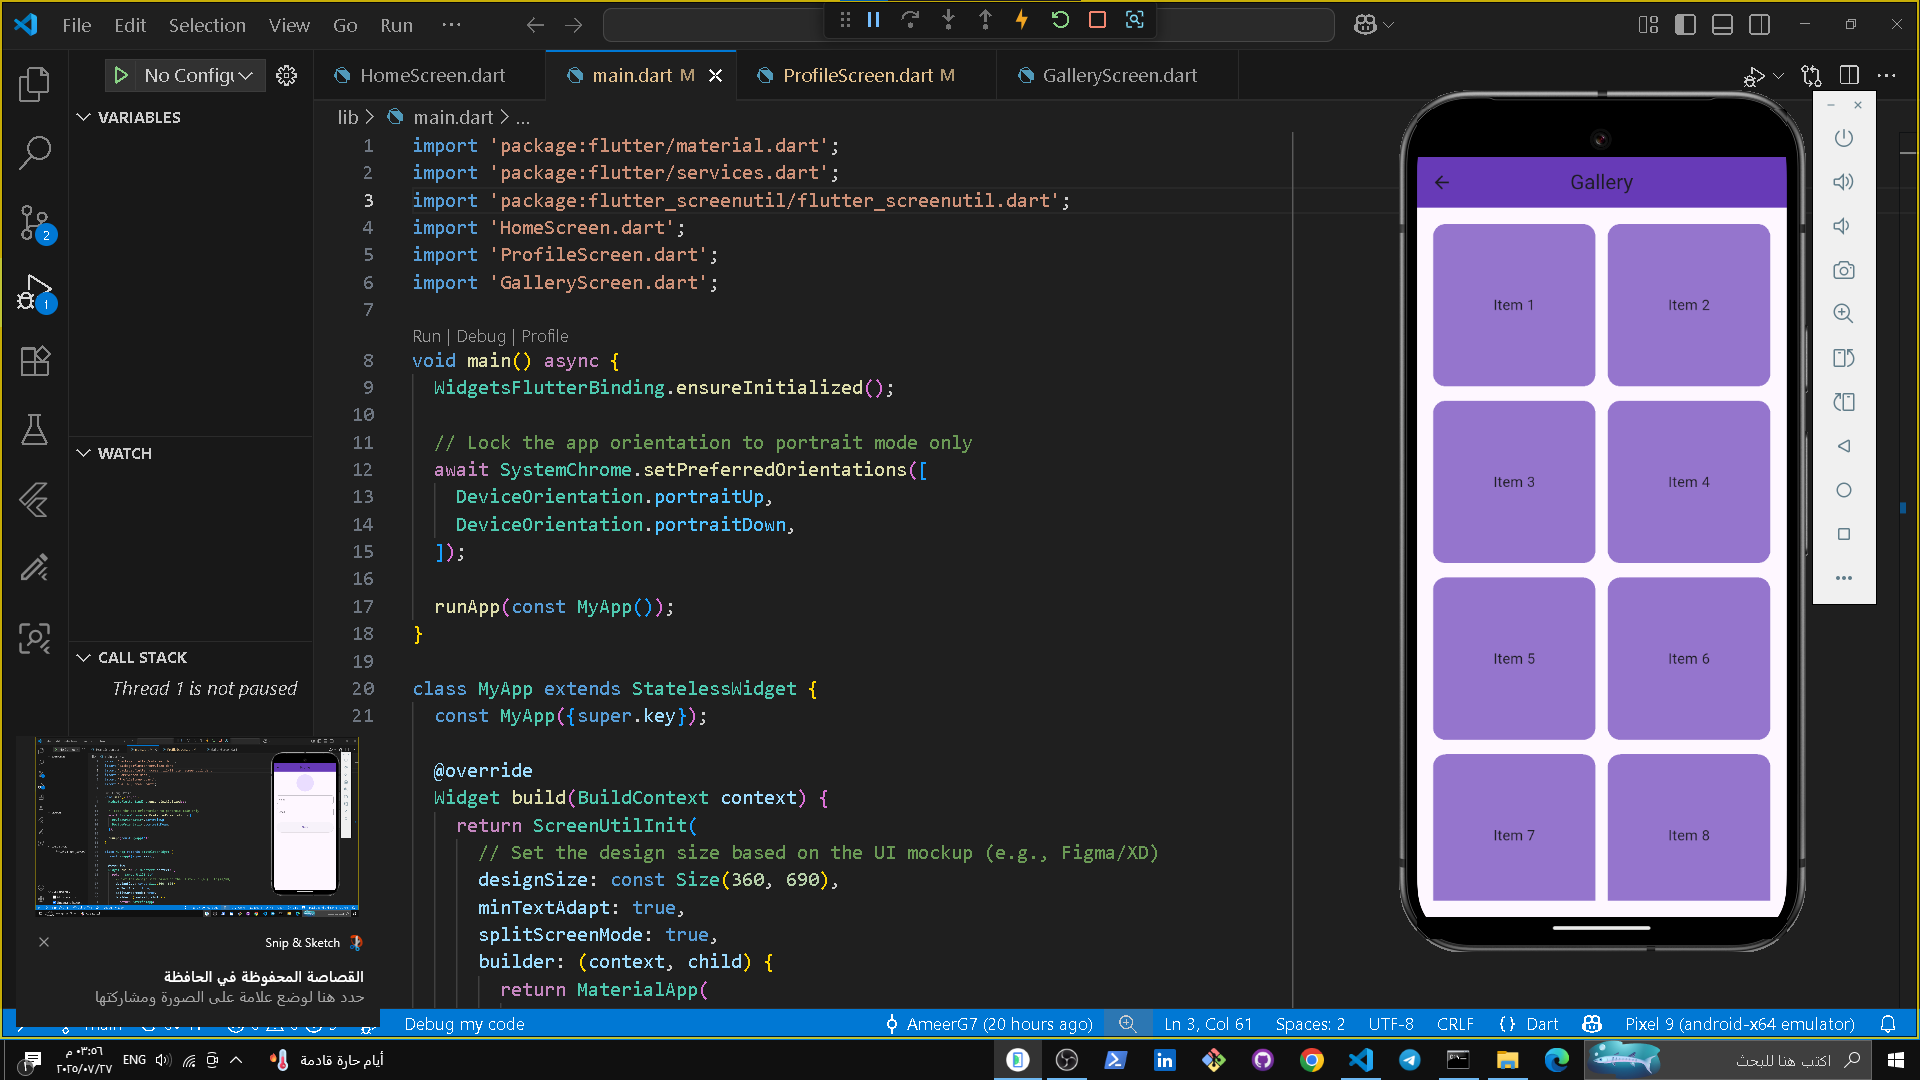 File Edit Selection View Go Run ...
No Configu
HomeScreen.dart
main.dart M
ProfileScreen.dart M
GalleryScreen.dart
VARIABLES
WATCH
CALL STACK
Thread 1 is not paused
2
1
lib > main.dart > ...
1 import 'package:flutter/material.dart';
2 import 'package:flutter/services.dart';
3 import 'package:flutter_screenutil/flutter_screenutil.dart';
4 import 'HomeScreen.dart';
5 import 'ProfileScreen.dart';
6 import 'GalleryScreen.dart';
7
Run | Debug | Profile
8 void main() async {
9 WidgetsFlutterBinding.ensureInitialized();
10
11 // Lock the app orientation to portrait mode only
12 await SystemChrome.setPreferredOrientations([
13 DeviceOrientation.portraitUp,
14 DeviceOrientation.portraitDown,
15 ]);
16
17 runApp(const MyApp());
18 }
19
20 class MyApp extends StatelessWidget {
21 const MyApp({super.key});
@override
Widget build(BuildContext context) {
return ScreenUtilInit(
// Set the design size based on the UI mockup (e.g., Figma/XD)
designSize: const Size(360, 690),
minTextAdapt: true,
splitScreenMode: true,
builder: (context, child) {
return MaterialApp(
Gallery
Item 1
Item 2
Item 3
Item 4
Item 5
Item 6
Item 7
Item 8
Snip & Sketch
القصاصة المحفوظة في الحافظة
حدد هنا لوضع علامة على الصورة ومشاركتها
Debug my code
AmeerG7 (20 hours ago)
Ln 3, Col 61
Spaces: 2
UTF-8
CRLF
{} Dart
Pixel 9 (android-x64 emulator)
٠٣:٥٦ م
٢٠٢٥/٠٧/٢٧
ENG
أيام حارة قادمة
اكتب هنا للبحث